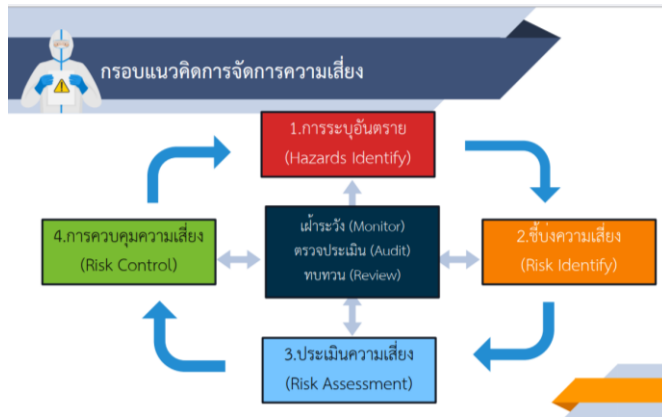 กรอบแนวคิดการจัดการความเสี่ยง
1.การระบุอันตราย
(Hazards Identify)
4.การควบคุมความเสี่ยง
(Risk Control)
เฝ้าระวัง (Monitor)
ตรวจประเมิน (Audit)
ทบทวน (Review)
2.ชี้บ่งความเสี่ยง
(Risk Identify)
3.ประเมินความเสี่ยง
(Risk Assessment)